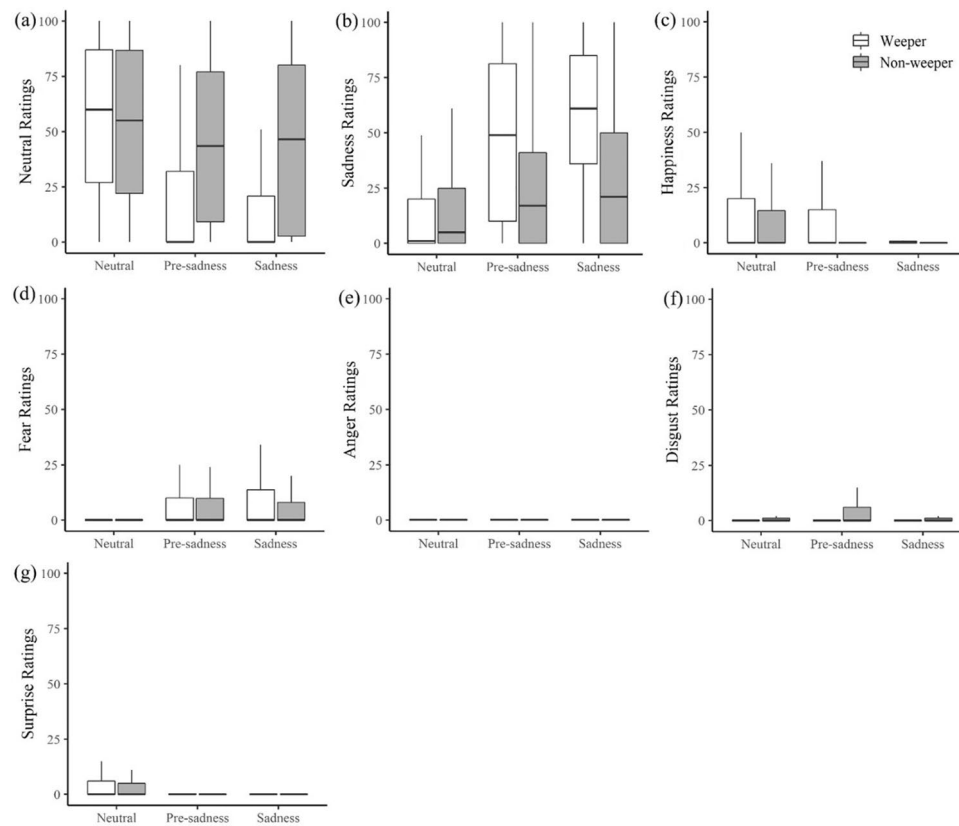 (a)
100
75
50
25
0
Neutral Ratings
Neutral
Pre-sadness
Sadness
(b)
100
75
50
25
0
Sadness Ratings
Neutral
Pre-sadness
Sadness
(c)
100
75
50
25
0
Happiness Ratings
Weeper
Non-weeper
Neutral
Pre-sadness
Sadness
(d)
100
75
50
25
0
Fear Ratings
Neutral
Pre-sadness
Sadness
(e)
100
75
50
25
0
Anger Ratings
Neutral
Pre-sadness
Sadness
(f)
100
75
50
25
0
Disgust Ratings
Neutral
Pre-sadness
Sadness
(g)
100
75
50
25
0
Surprise Ratings
Neutral
Pre-sadness
Sadness